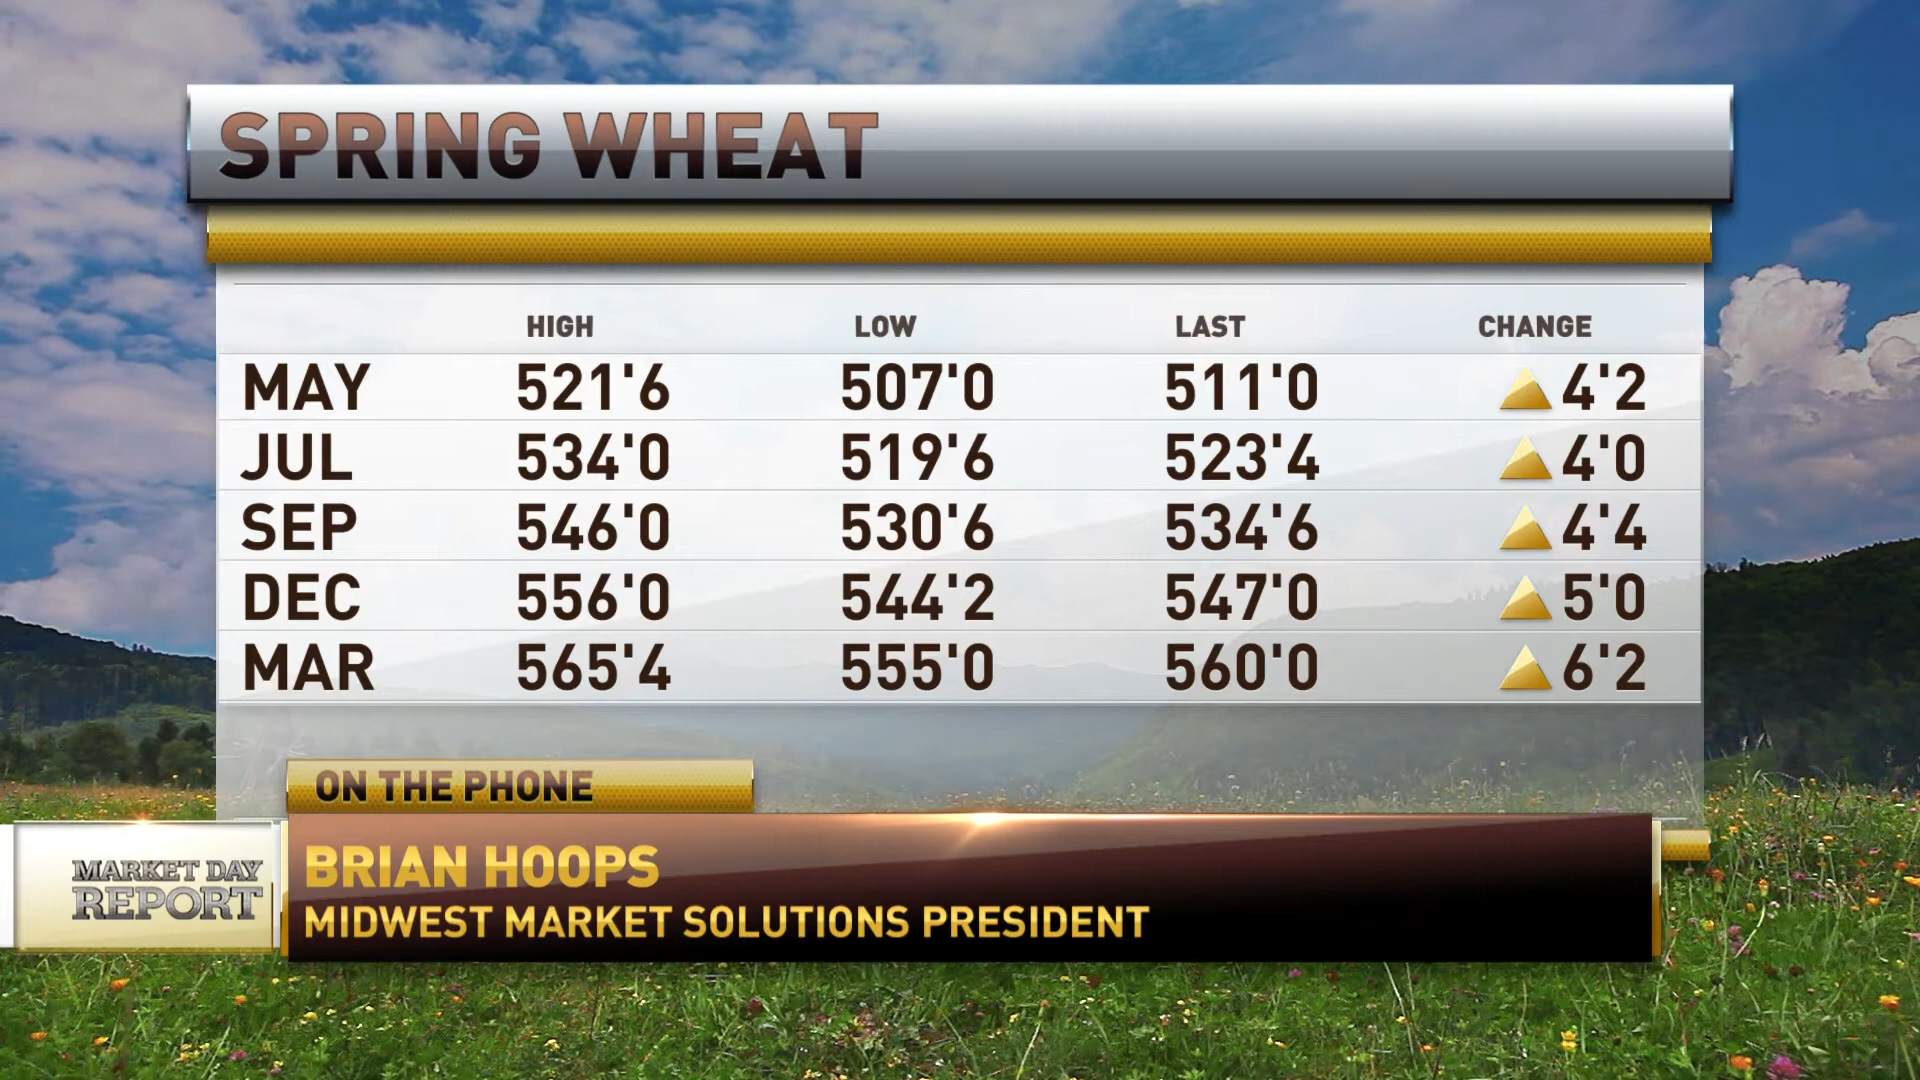 SPRING WHEAT
HIGH LOW LAST CHANGE
MAY 521'6 507'0 511'0 4'2
JUL 534'0 519'6 523'4 4'0
SEP 546'0 530'6 534'6 4'4
DEC 556'0 544'2 547'0 5'0
MAR 565'4 555'0 560'0 6'2
ON THE PHONE
BRIAN HOOPS
MIDWEST MARKET SOLUTIONS PRESIDENT
MARKET DAY
REPORT